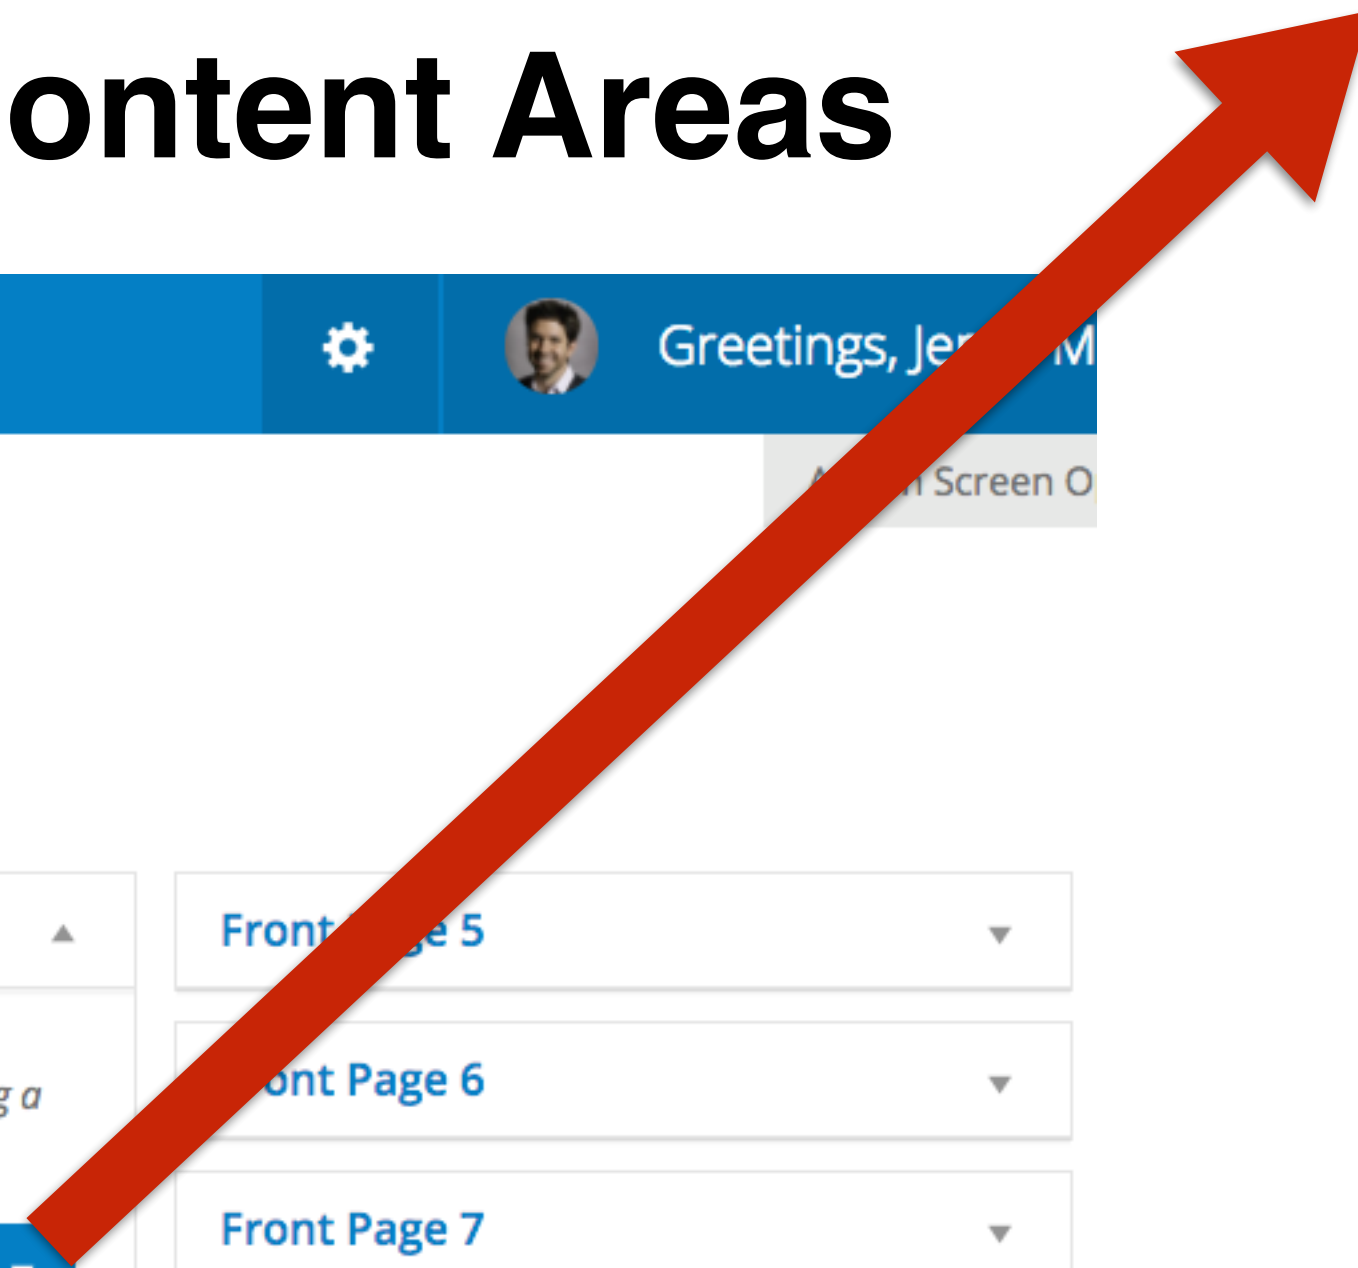 ontent Areas
Greetings, Je M
Screen O
g a
Front e 5
ont Page 6
Front Page 7